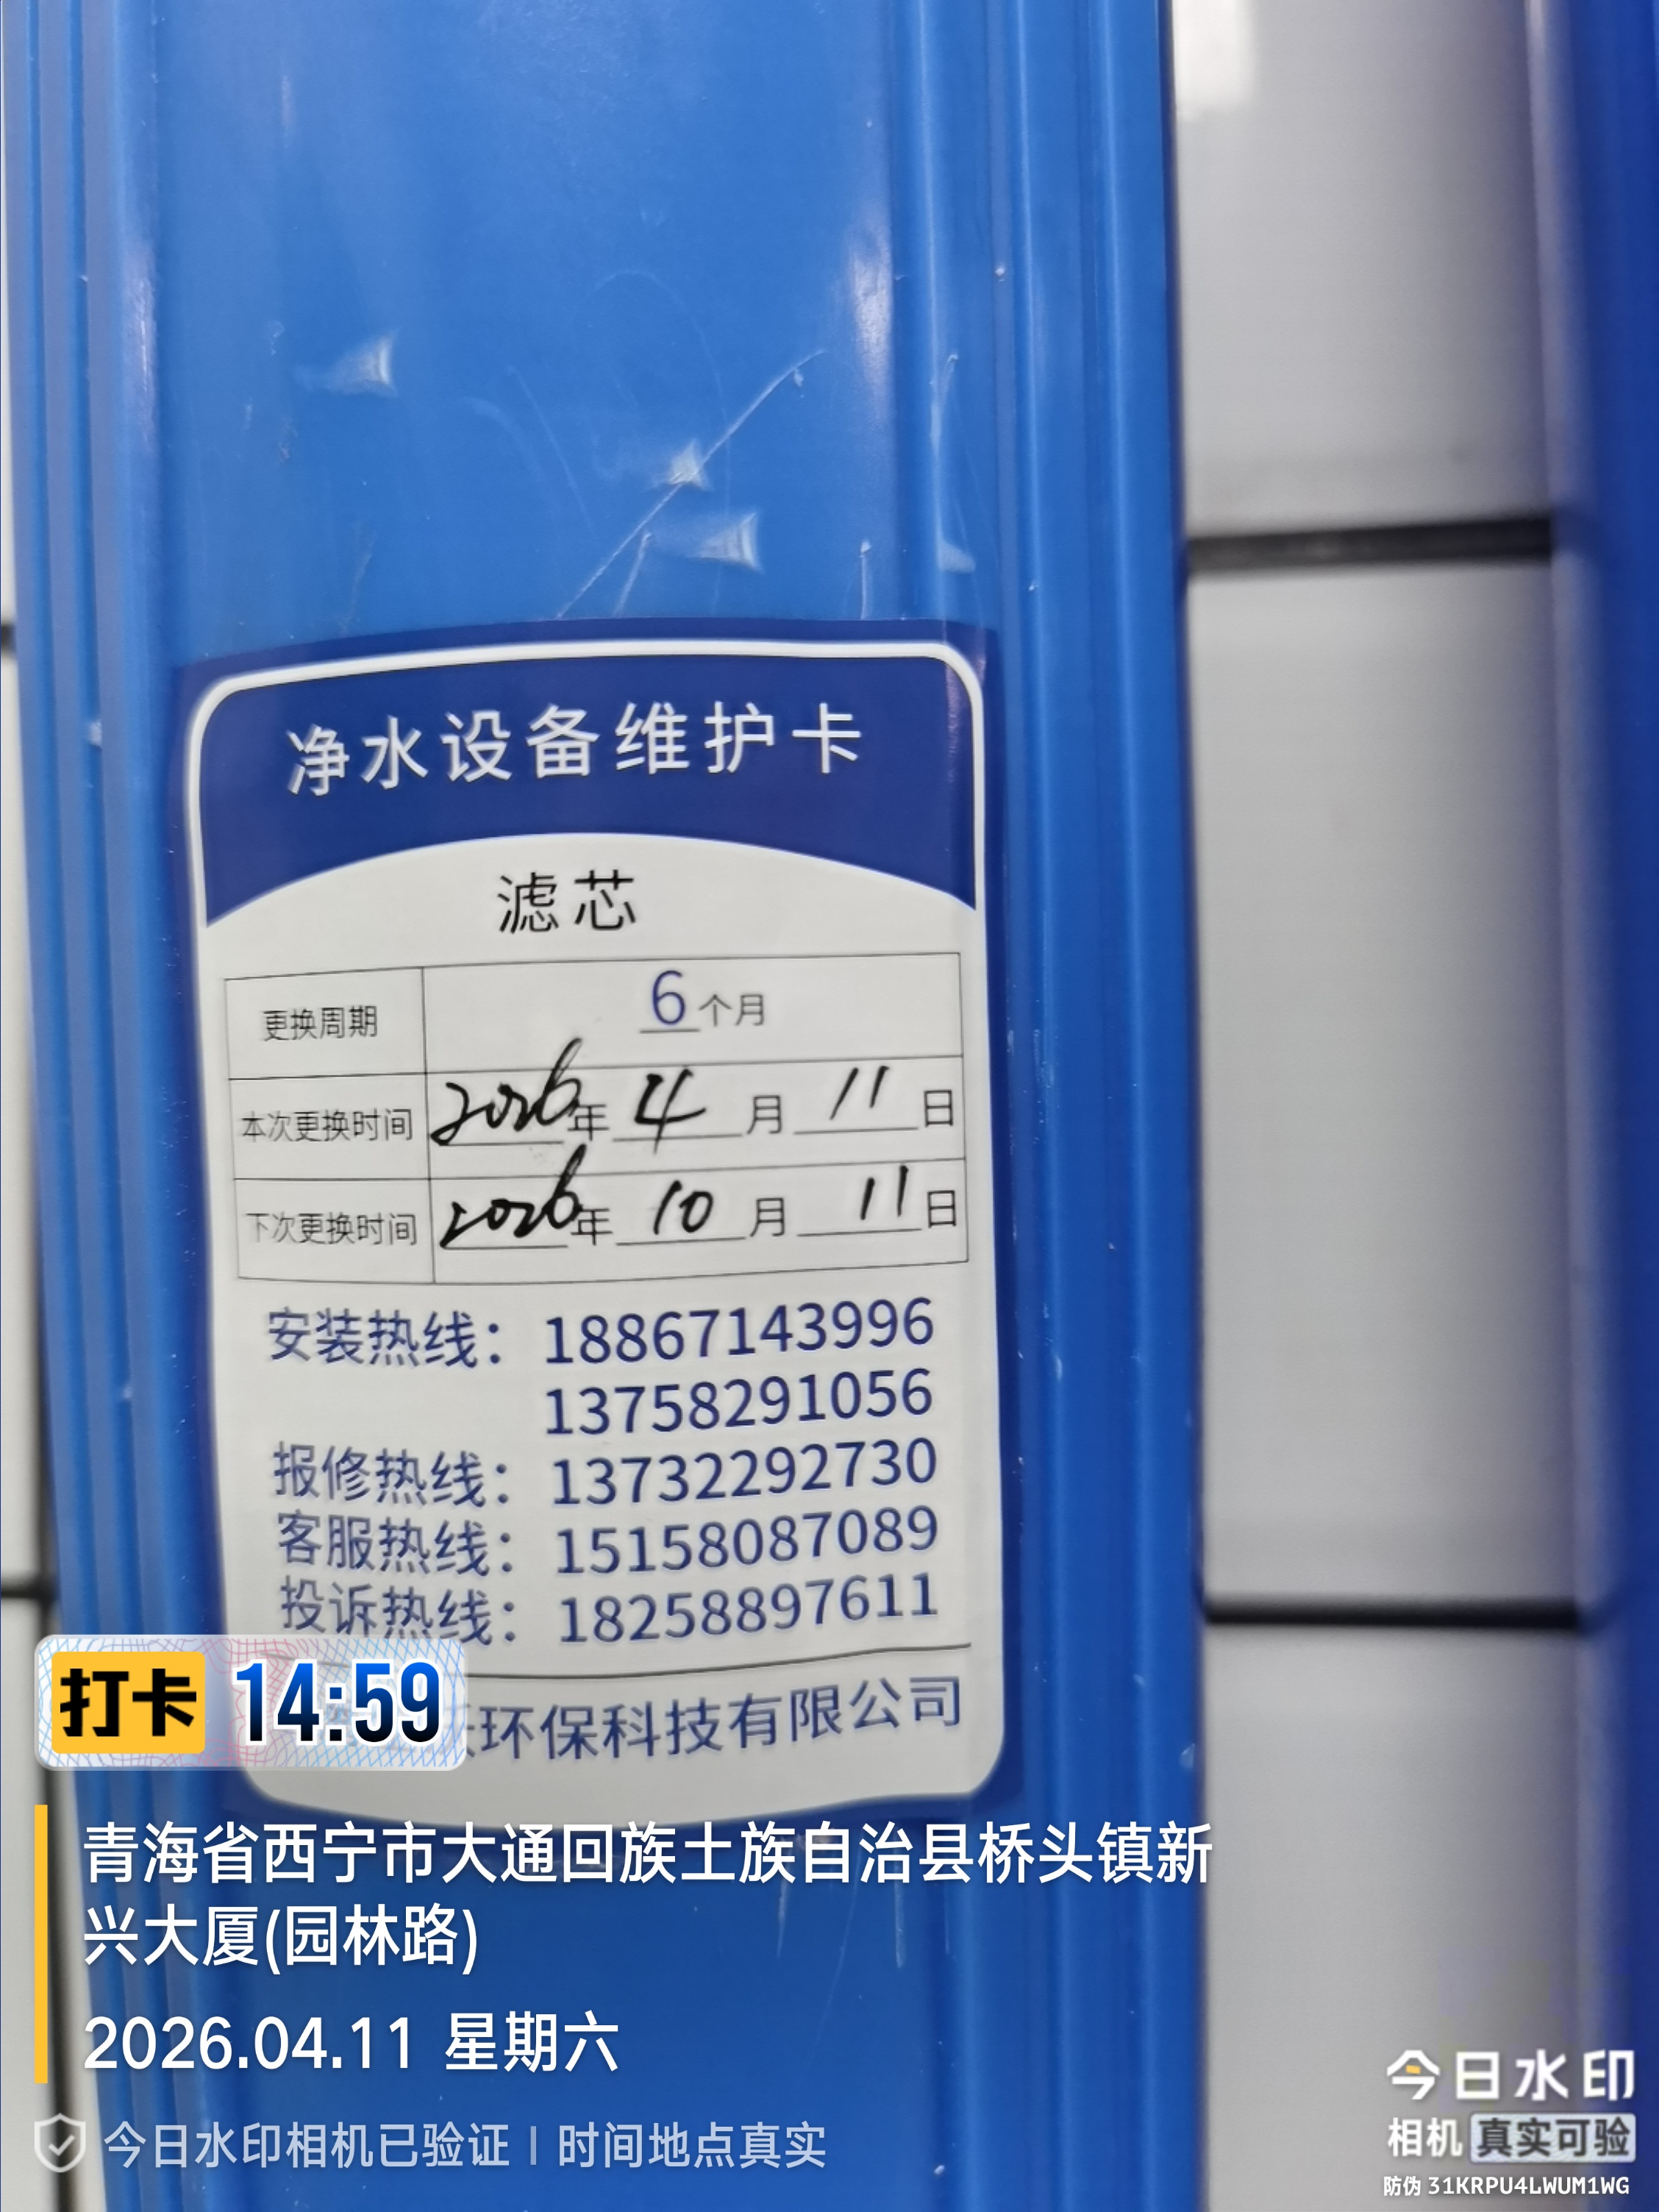 净水设备维护卡
滤芯
更换周期 6个月
本次更换时间 2026年 4 月 11 日
下次更换时间 2026年 10 月 11 日
安装热线：18867143996
13758291056
报修热线：13732292730
客服热线：15158087089
投诉热线：18258897611
环保科技有限公司
打卡 14:59
青海省西宁市大通回族土族自治县桥头镇新
兴大厦(园林路)
2026.04.11 星期六
今日水印相机已验证 | 时间地点真实
今日水印
相机 真实可验
防伪 31KRPU4LWUM1WG